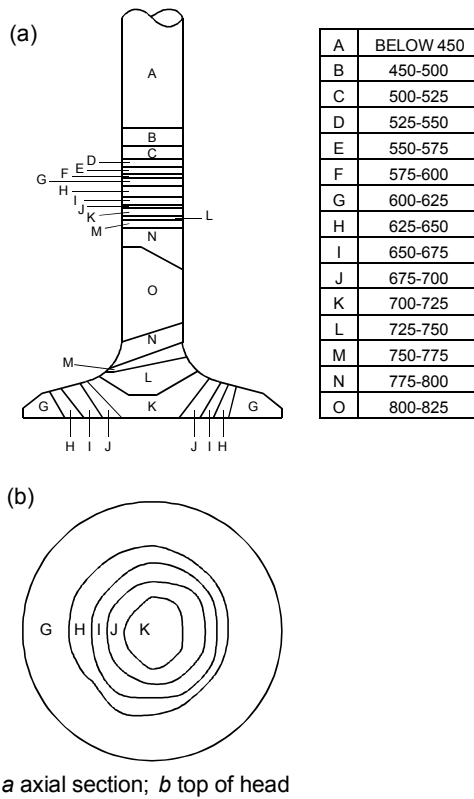 (a)
A
B
C
D
E
F
G
H
I
J
K
L
M
N
O
N
M
L
G
K
G
H I J
J I H
A BELOW 450
B 450-500
C 500-525
D 525-550
E 550-575
F 575-600
G 600-625
H 625-650
I 650-675
J 675-700
K 700-725
L 725-750
M 750-775
N 775-800
O 800-825
(b)
G H I J K
a axial section; b top of head